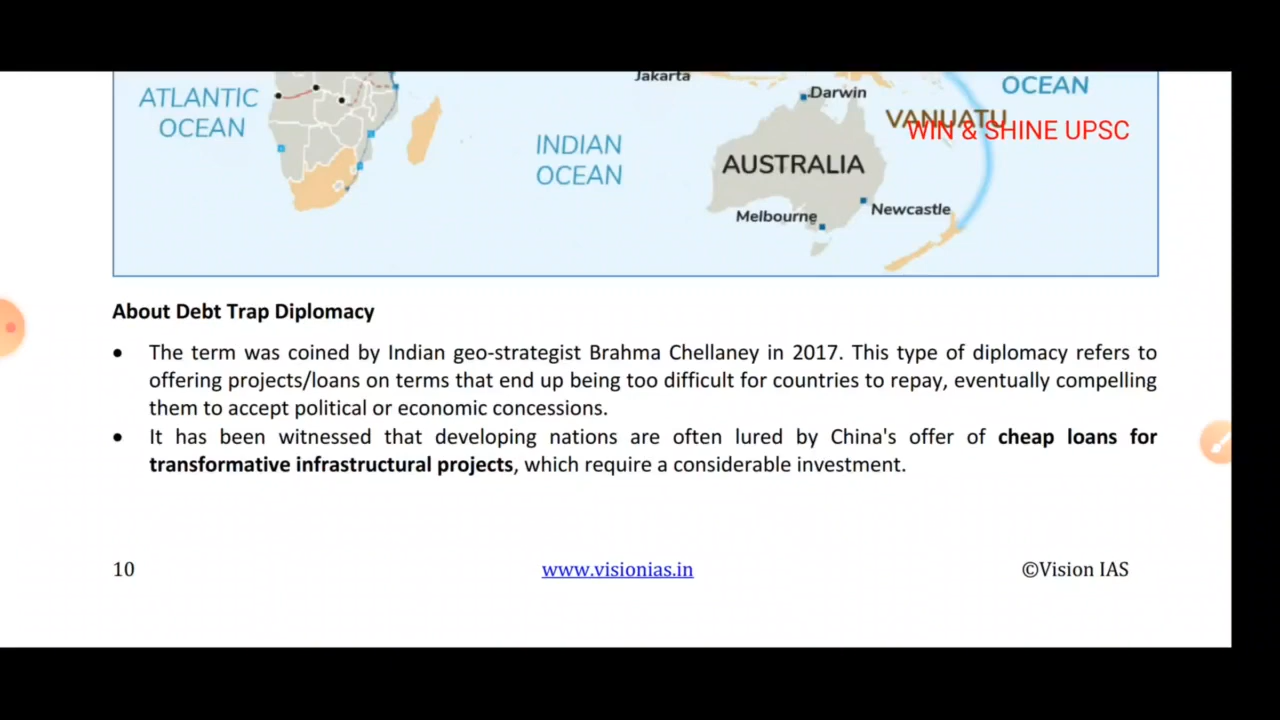 Jakarta
OCEAN
ATLANTIC
OCEAN
Darwin
VANUATU
WIN & SHINE UPSC
INDIAN
OCEAN
AUSTRALIA
Melbourne
Newcastle
About Debt Trap Diplomacy
• The term was coined by Indian geo-strategist Brahma Chellaney in 2017. This type of diplomacy refers to
offering projects/loans on terms that end up being too difficult for countries to repay, eventually compelling
them to accept political or economic concessions.
• It has been witnessed that developing nations are often lured by China's offer of cheap loans for
transformative infrastructural projects, which require a considerable investment.
10
www.visionias.in
©Vision IAS